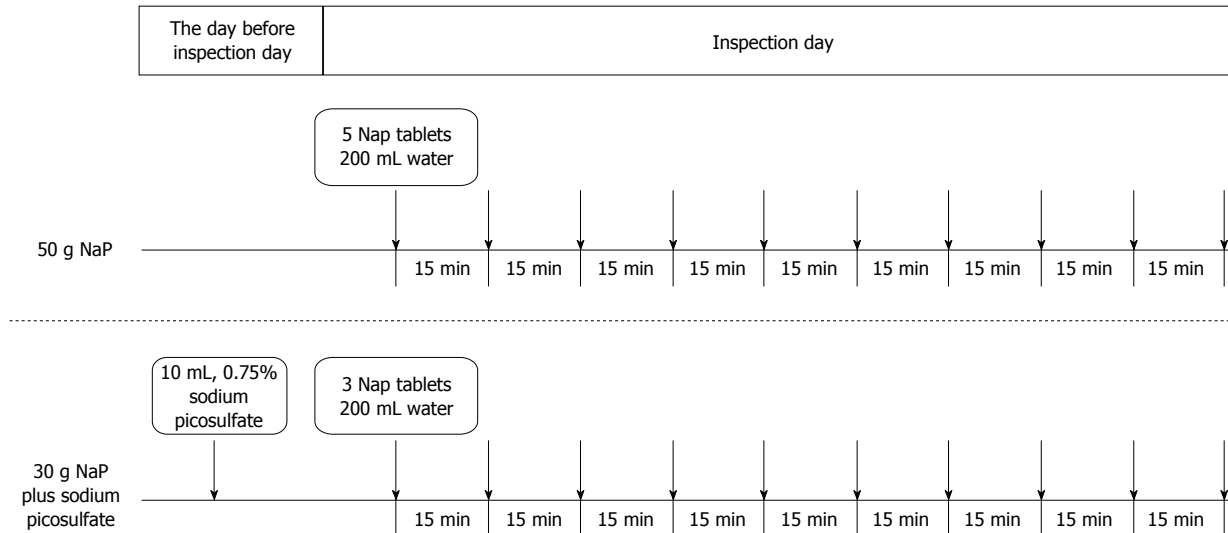 The day before
inspection day
Inspection day
5 Nap tablets
200 mL water
50 g NaP
15 min
15 min
15 min
15 min
15 min
15 min
15 min
15 min
15 min
10 mL, 0.75%
sodium
picosulfate
3 Nap tablets
200 mL water
30 g NaP
plus sodium
picosulfate
15 min
15 min
15 min
15 min
15 min
15 min
15 min
15 min
15 min